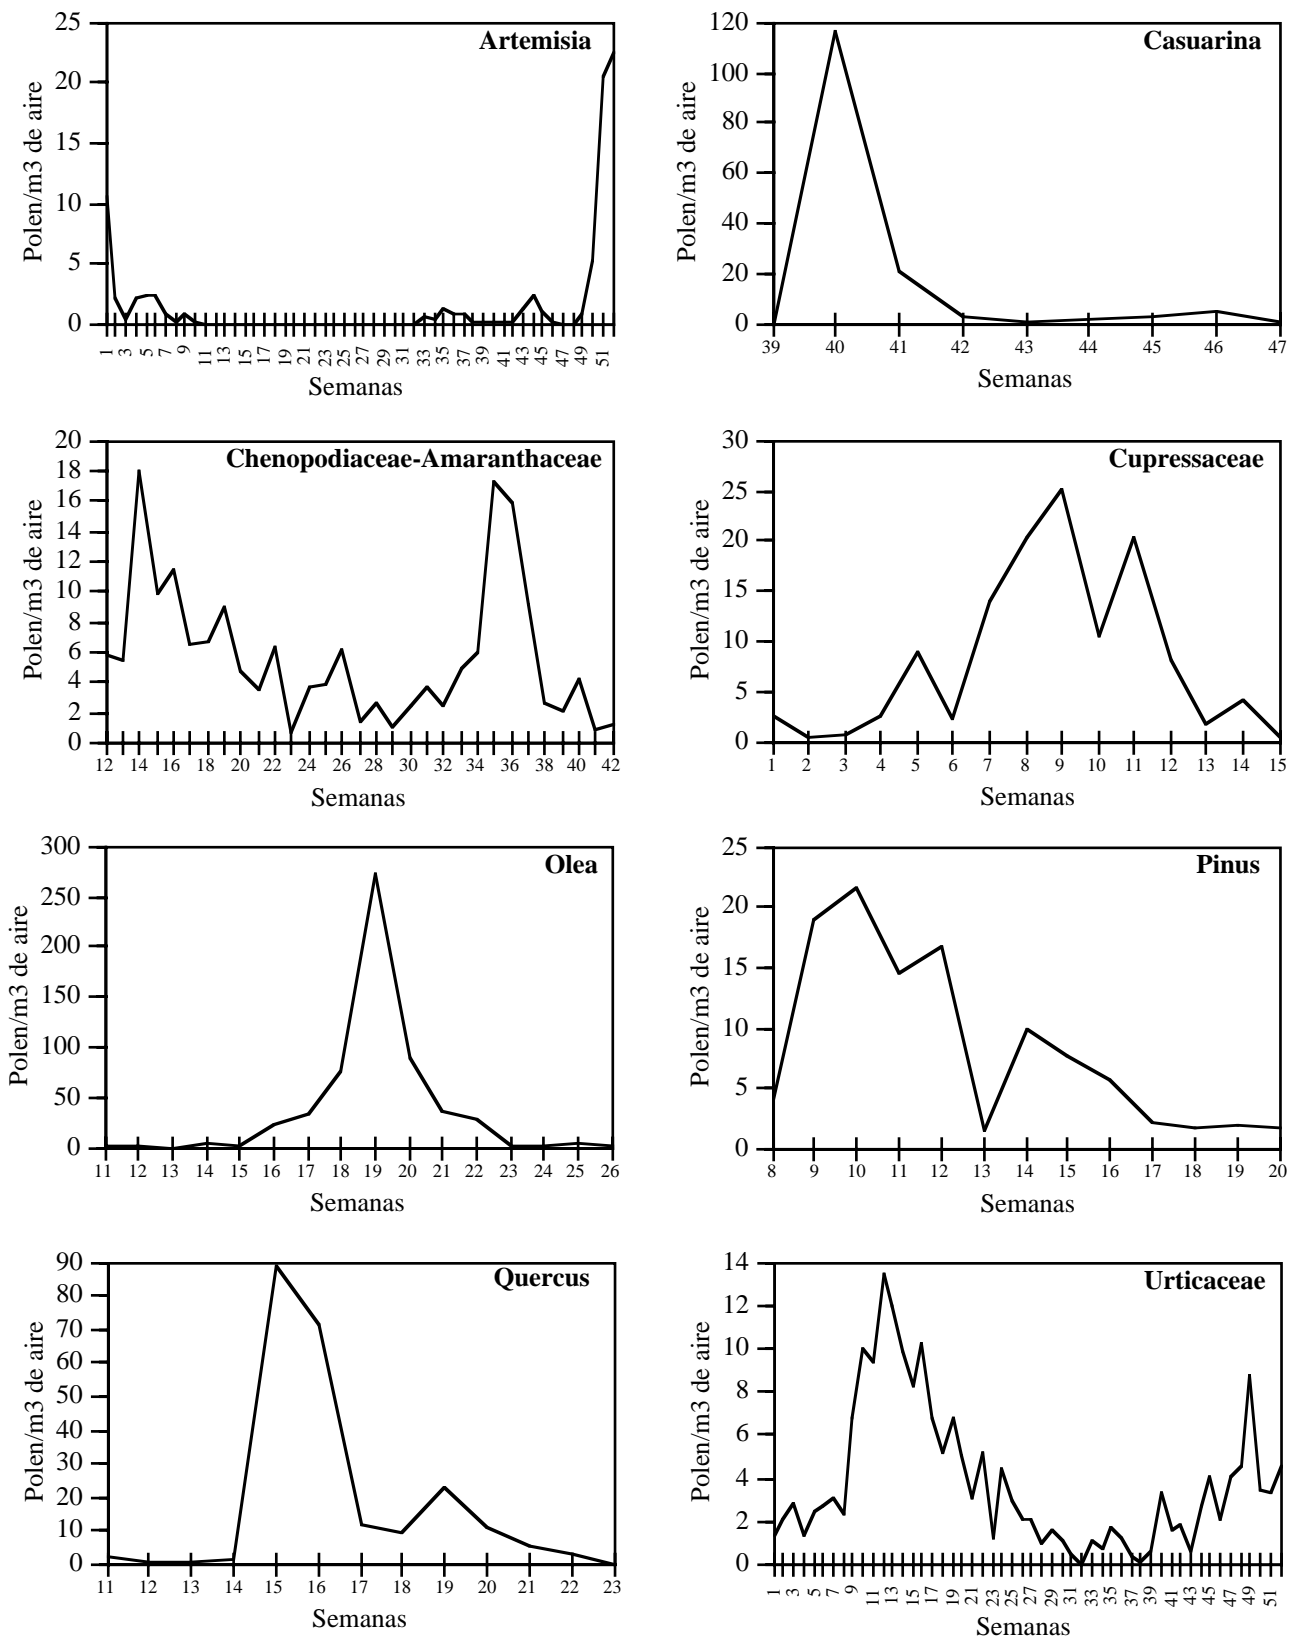 Artemisia
Polen/m3 de aire
25
20
15
10
5
0
1 3 5 7 9 11 13 15 17 19 21 23 25 27 29 31 33 35 37 39 41 43 45 47 49 51
Semanas
Casuarina
Polen/m3 de aire
120
100
80
60
40
20
0
39 40 41 42 43 44 45 46 47
Semanas
Chenopodiaceae-Amaranthaceae
Polen/m3 de aire
20
18
16
14
12
10
8
6
4
2
0
12 14 16 18 20 22 24 26 28 30 32 34 36 38 40 42
Semanas
Cupressaceae
Polen/m3 de aire
30
25
20
15
10
5
0
1 2 3 4 5 6 7 8 9 10 11 12 13 14 15
Semanas
Olea
Polen/m3 de aire
300
250
200
150
100
50
0
11 12 13 14 15 16 17 18 19 20 21 22 23 24 25 26
Semanas
Pinus
Polen/m3 de aire
25
20
15
10
5
0
8 9 10 11 12 13 14 15 16 17 18 19 20
Semanas
Quercus
Polen/m3 de aire
90
80
70
60
50
40
30
20
10
0
11 12 13 14 15 16 17 18 19 20 21 22 23
Semanas
Urticaceae
Polen/m3 de aire
14
12
10
8
6
4
2
0
1 3 5 7 9 11 13 15 17 19 21 23 25 27 29 31 33 35 37 39 41 43 45 47 49 51
Semanas